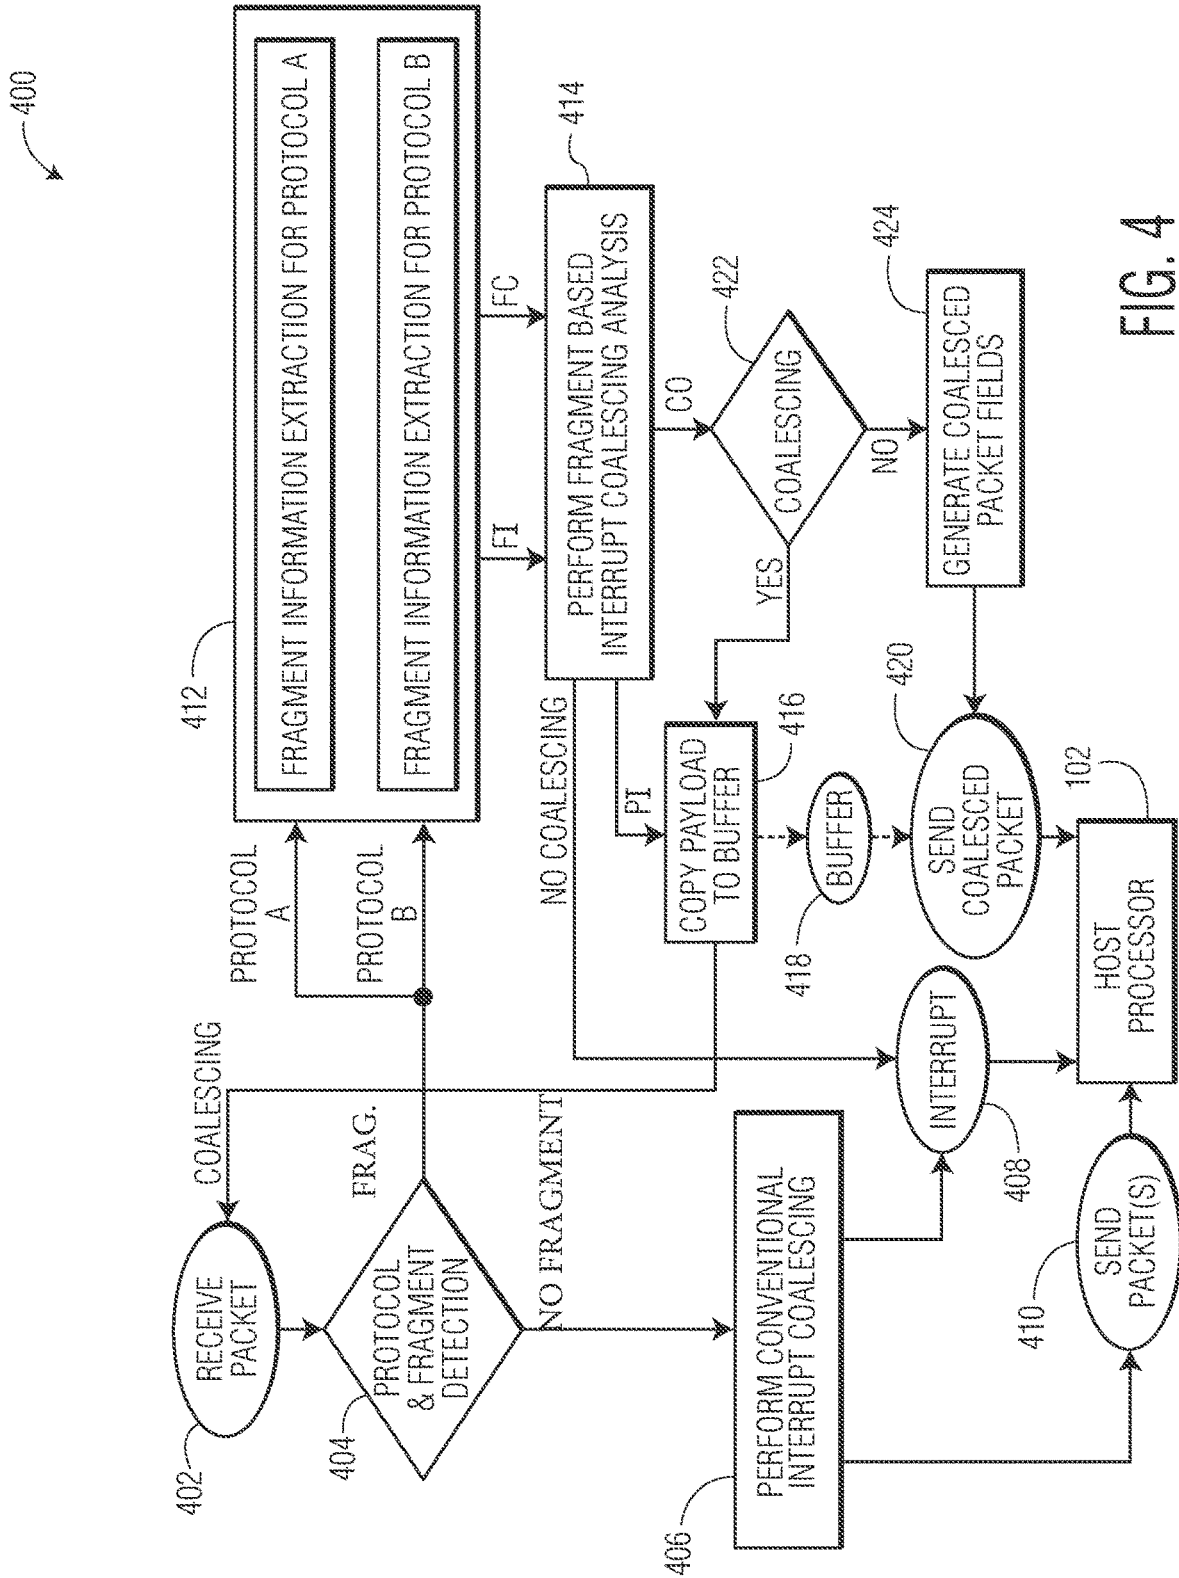 400
402
RECEIVE
PACKET
COALESCING
404
PROTOCOL
& FRAGMENT
DETECTION
FRAG.
NO FRAGMENT
PROTOCOL
A
PROTOCOL
B
412
FRAGMENT INFORMATION EXTRACTION FOR PROTOCOL A
FRAGMENT INFORMATION EXTRACTION FOR PROTOCOL B
FI
FC
414
PERFORM FRAGMENT BASED
INTERRUPT COALESCING ANALYSIS
NO COALESCING
PI
CO
416
COPY PAYLOAD
TO BUFFER
YES
422
COALESCING
NO
406
PERFORM CONVENTIONAL
INTERRUPT COALESCING
418
BUFFER
424
GENERATE COALESCED
PACKET FIELDS
408
INTERRUPT
420
SEND
COALESCED
PACKET
410
SEND
PACKET(S)
102
HOST
PROCESSOR
FIG. 4